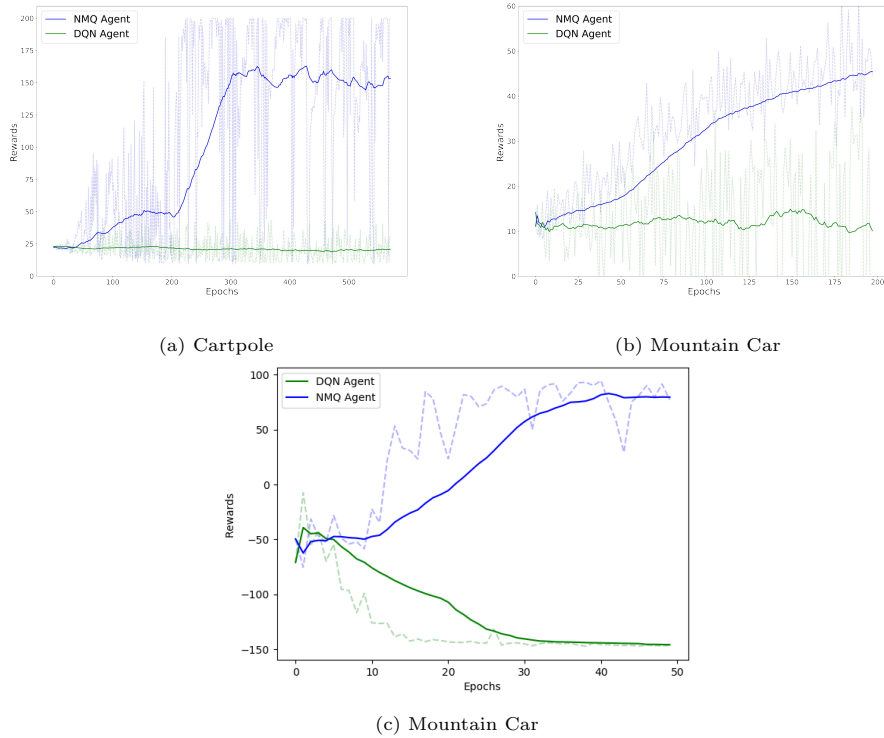 NMQ Agent
DQN Agent
200
175
150
125
100
75
50
25
0
Rewards
0 100 200 300 400 500
Epochs
(a) Cartpole
NMQ Agent
DQN Agent
60
50
40
30
20
10
0
Rewards
0 25 50 75 100 125 150 175 200
Epochs
(b) Mountain Car
DQN Agent
NMQ Agent
100
50
0
−50
−100
−150
Rewards
0 10 20 30 40 50
Epochs
(c) Mountain Car